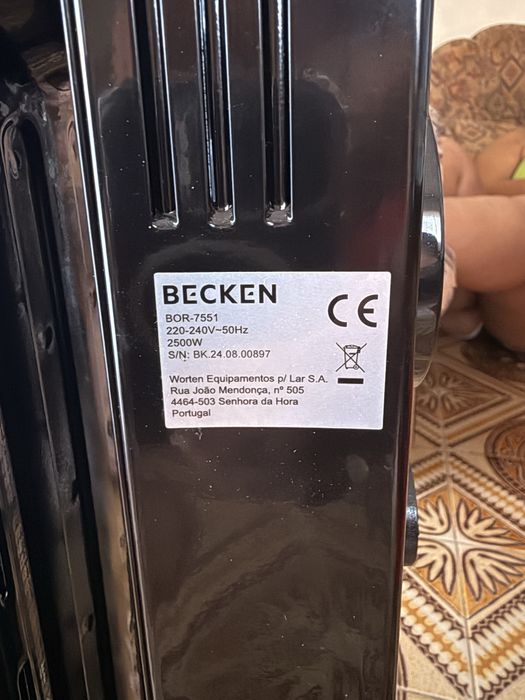 BECKEN
BOR-7551
220-240V~50Hz
2500W
S/N: BK.24.08.00897
CE
Worten Equipamentos p/ Lar S.A.
Rua João Mendonça, nº 505
4464-503 Senhora da Hora
Portugal